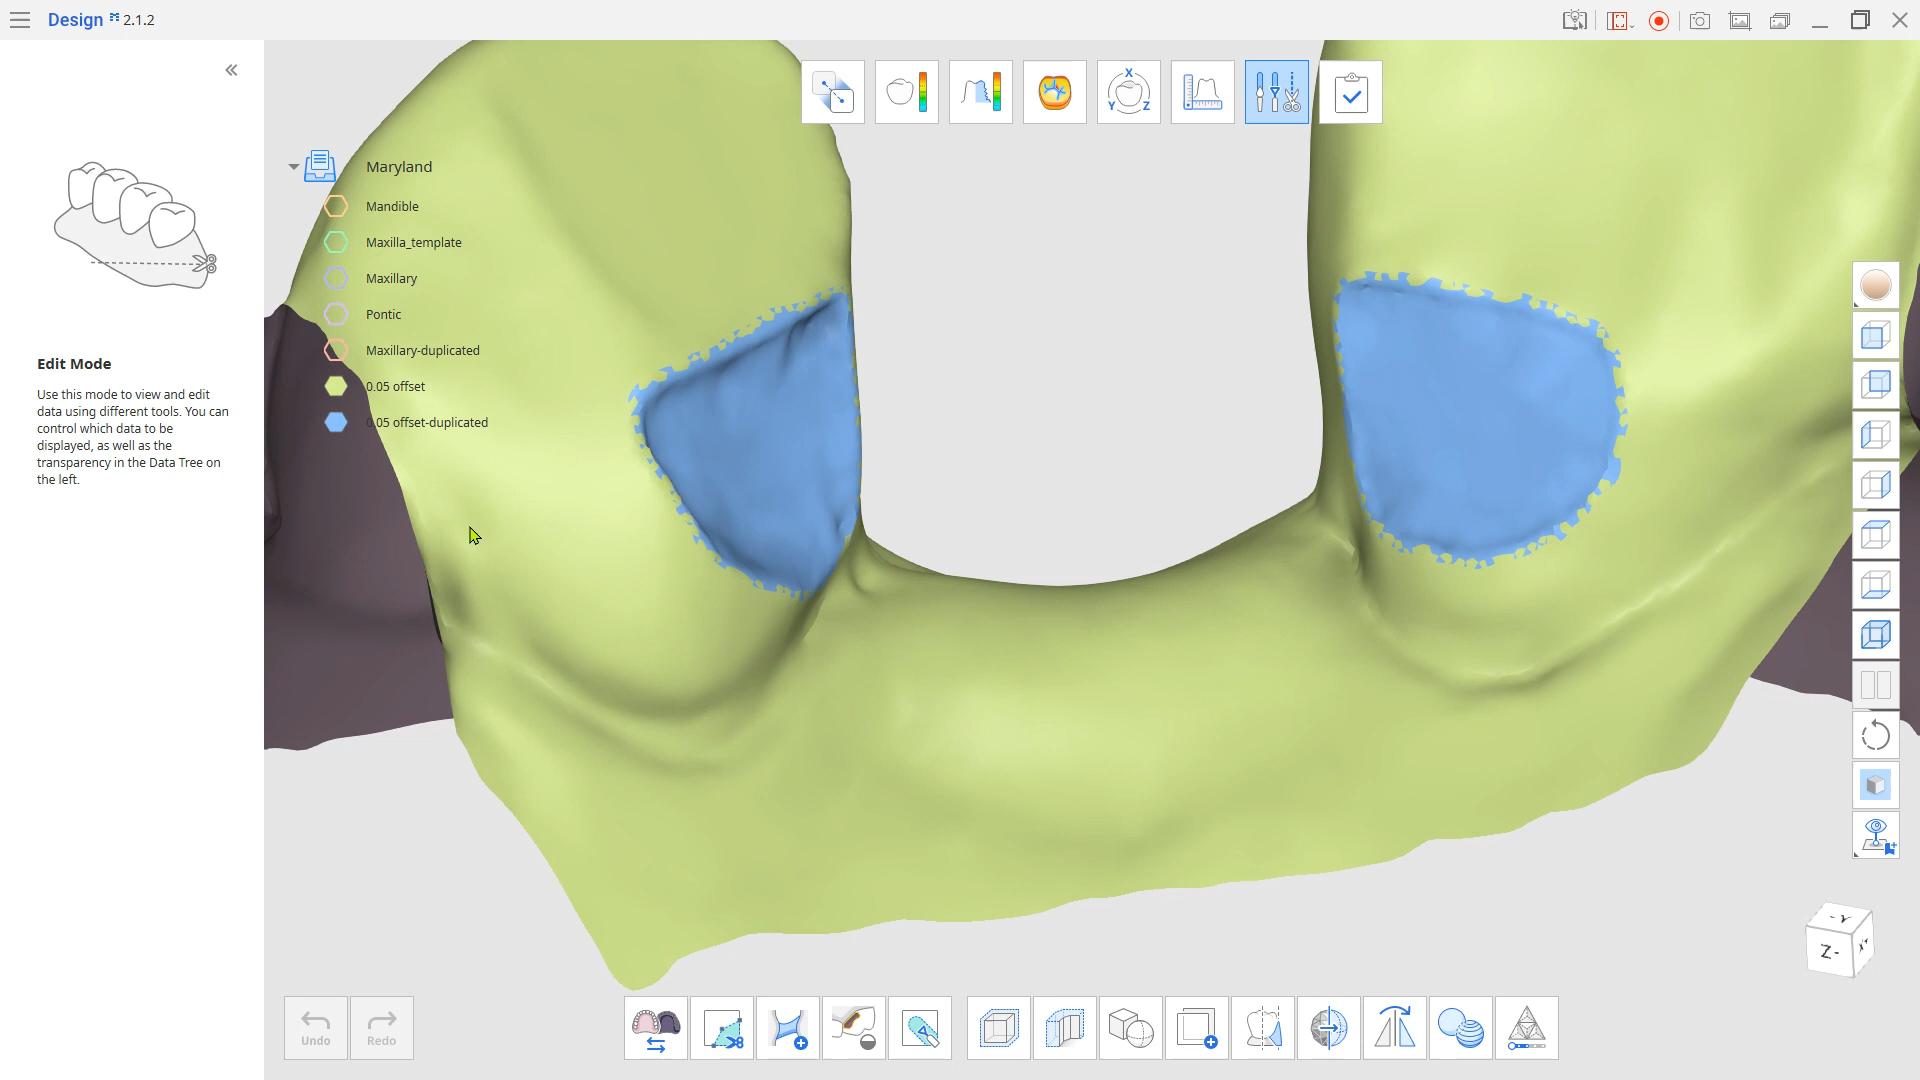 Design 2.1.2
X
Y Z
Maryland
Mandible
Maxilla_template
Maxillary
Pontic
Maxillary-duplicated
0.05 offset
0.05 offset-duplicated
Edit Mode
Use this mode to view and edit
data using different tools. You can
control which data to be
displayed, as well as the
transparency in the Data Tree on
the left.
-Y
Z-
Undo
Redo